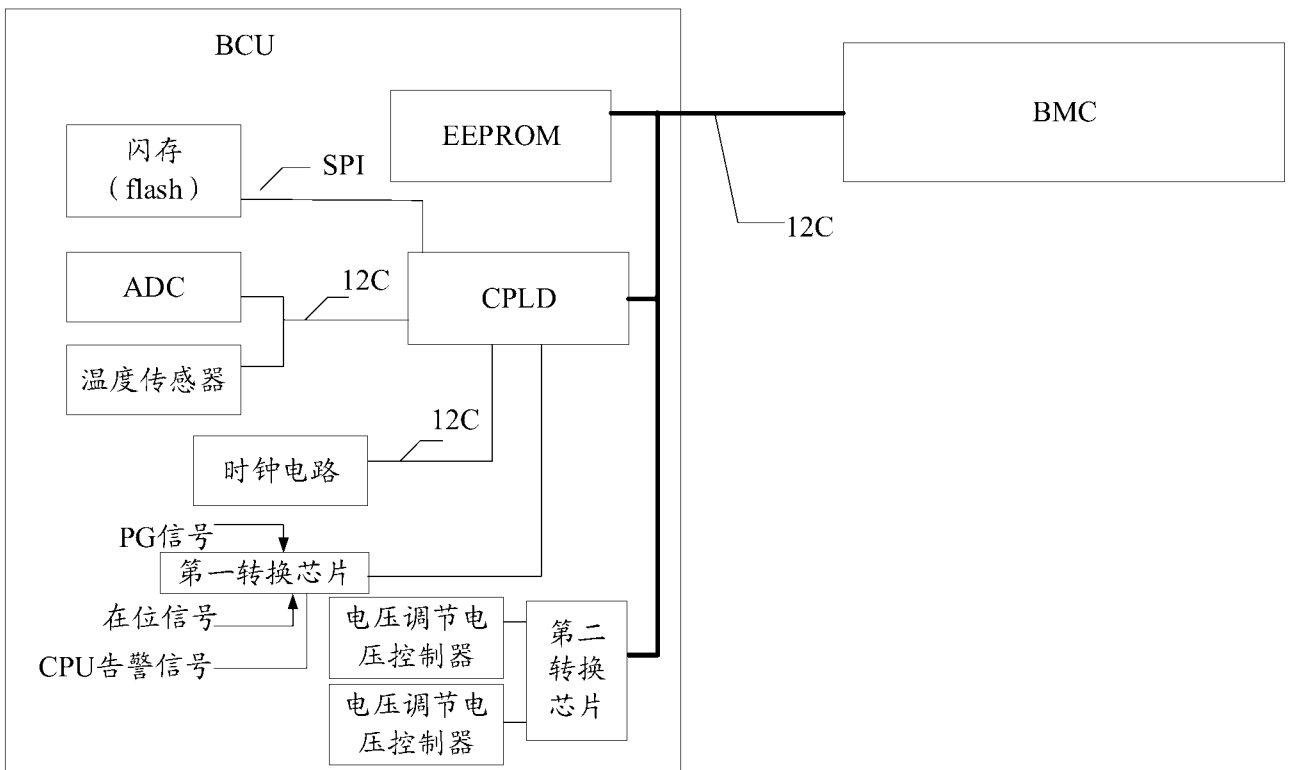 BCU
BMC
EEPROM
闪存
（flash）
SPI
12C
ADC
12C
CPLD
温度传感器
12C
时钟电路
PG信号
第一转换芯片
在位信号
CPU告警信号
电压调节电
压控制器
第二
转换
芯片
电压调节电
压控制器